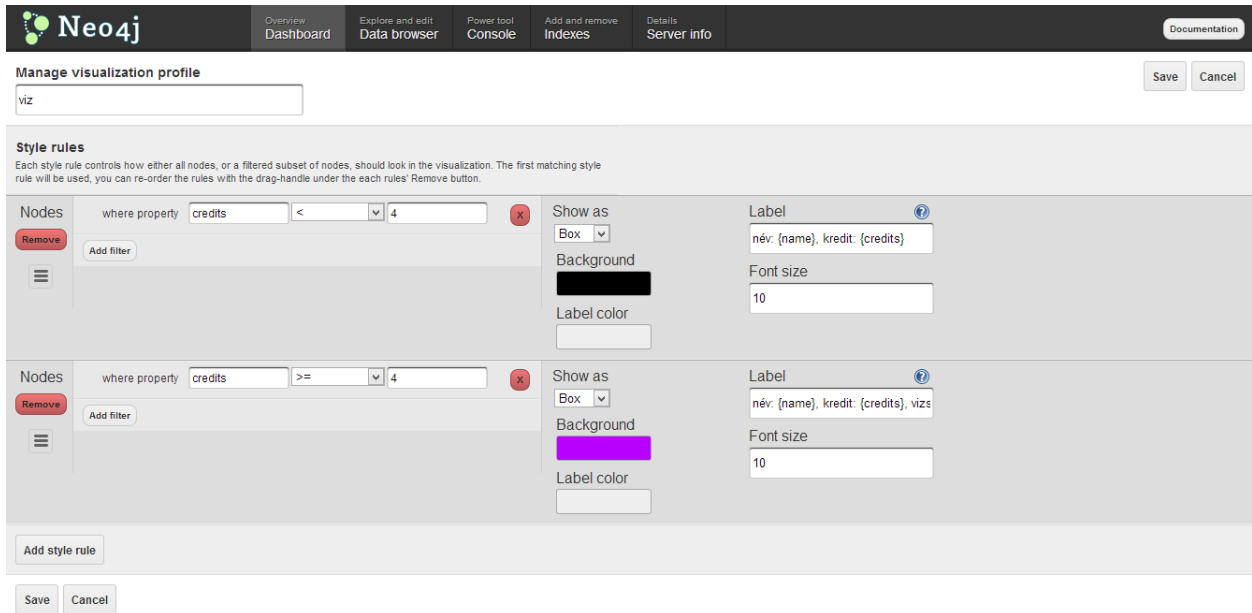 Neo4j
Overview
Dashboard
Explore and edit
Data browser
Power tool
Console
Add and remove
Indexes
Details
Server info
Documentation
Manage visualization profile
Save Cancel
viz
Style rules
Each style rule controls how either all nodes, or a filtered subset of nodes, should look in the visualization. The first matching style
rule will be used, you can re-order the rules with the drag-handle under the each rules' Remove button.
Nodes
Remove
where property credits < 4 x
Add filter
Show as
Box
Background
Label color
Label ?
név: {name}, kredit: {credits}
Font size
10
Nodes
Remove
where property credits >= 4 x
Add filter
Show as
Box
Background
Label color
Label ?
név: {name}, kredit: {credits}, vizs
Font size
10
Add style rule
Save Cancel